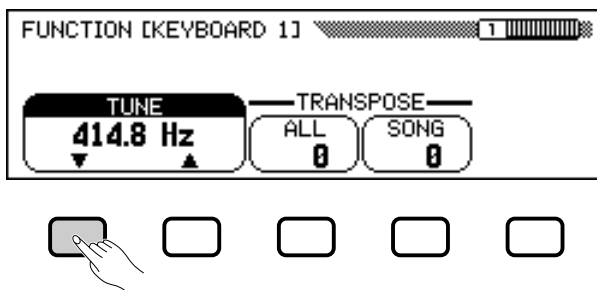 FUNCTION [KEYBOARD 1]
1
TUNE
TRANSPOSE
414.8 Hz
ALL
SONG
0
0